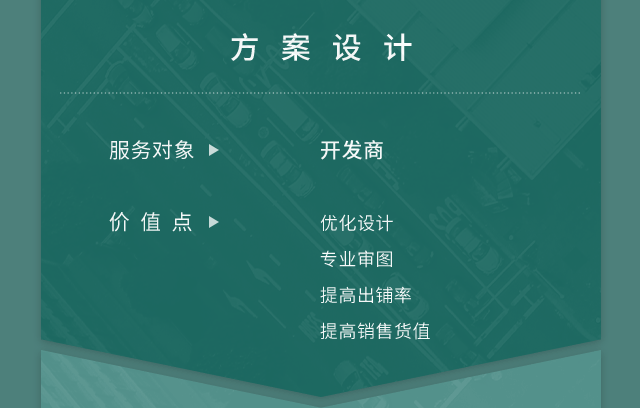 方案设计
服务对象 ▶ 开发商
价值点 ▶ 优化设计
专业审图
提高出铺率
提高销售货值